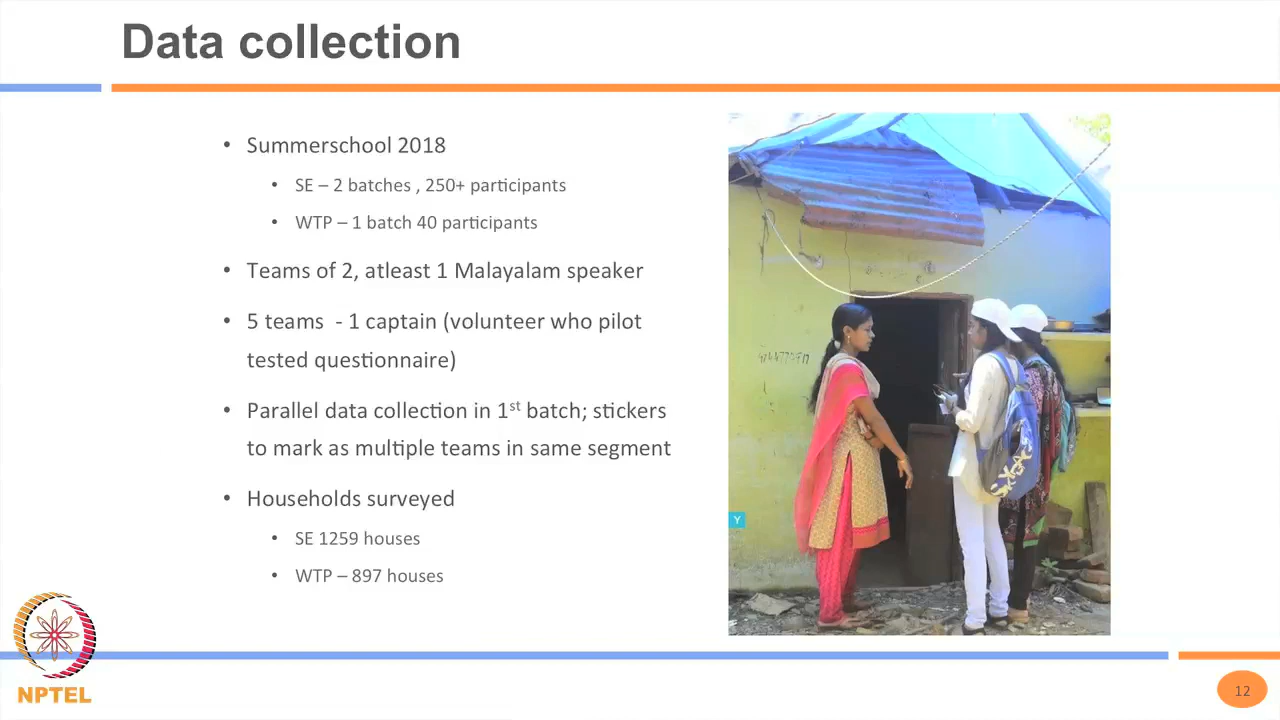 Data collection
• Summerschool 2018
• SE – 2 batches , 250+ participants
• WTP – 1 batch 40 participants
• Teams of 2, atleast 1 Malayalam speaker
• 5 teams - 1 captain (volunteer who pilot
tested questionnaire)
• Parallel data collection in 1st batch; stickers
to mark as multiple teams in same segment
• Households surveyed
• SE 1259 houses
• WTP – 897 houses
Y
NPTEL
12